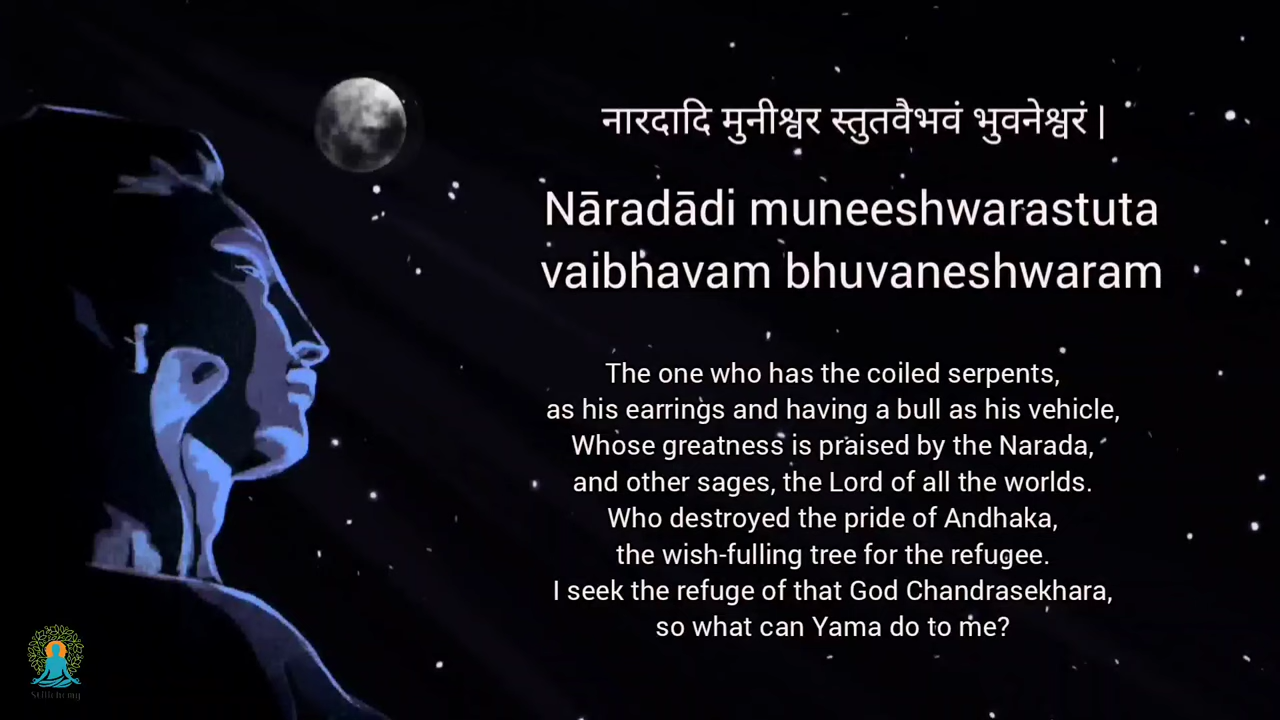 नारदादि मुनीश्वर स्तुतवैभवं भुवनेश्वरं |
Nāradādi muneeshwarastuta
vaibhavam bhuvaneshwaram
The one who has the coiled serpents,
as his earrings and having a bull as his vehicle,
Whose greatness is praised by the Narada,
and other sages, the Lord of all the worlds.
Who destroyed the pride of Andhaka,
the wish-fulling tree for the refugee.
I seek the refuge of that God Chandrasekhara,
so what can Yama do to me?